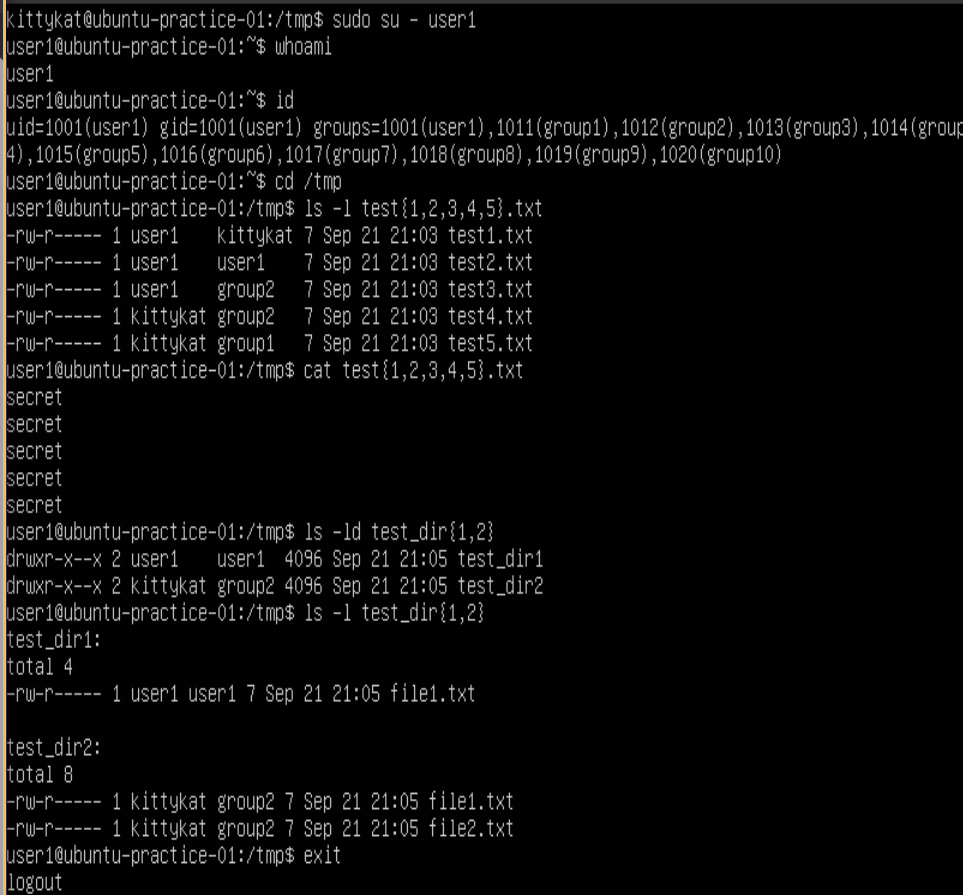 kittykat@ubuntu-practice-01:/tmp$ sudo su - user1
user1@ubuntu-practice-01:~$ whoami
user1
user1@ubuntu-practice-01:~$ id
uid=1001(user1) gid=1001(user1) groups=1001(user1),1011(group1),1012(group2),1013(group3),1014(group
4),1015(group5),1016(group6),1017(group7),1018(group8),1019(group9),1020(group10)
user1@ubuntu-practice-01:~$ cd /tmp
user1@ubuntu-practice-01:/tmp$ ls -l test{1,2,3,4,5}.txt
-rw-r----- 1 user1    kittykat 7 Sep 21 21:03 test1.txt
-rw-r----- 1 user1    user1    7 Sep 21 21:03 test2.txt
-rw-r----- 1 user1    group2   7 Sep 21 21:03 test3.txt
-rw-r----- 1 kittykat group2   7 Sep 21 21:03 test4.txt
-rw-r----- 1 kittykat group1   7 Sep 21 21:03 test5.txt
user1@ubuntu-practice-01:/tmp$ cat test{1,2,3,4,5}.txt
secret
secret
secret
secret
secret
user1@ubuntu-practice-01:/tmp$ ls -ld test_dir{1,2}
drwxr-x--x 2 user1    user1  4096 Sep 21 21:05 test_dir1
drwxr-x--x 2 kittykat group2 4096 Sep 21 21:05 test_dir2
user1@ubuntu-practice-01:/tmp$ ls -l test_dir{1,2}
test_dir1:
total 4
-rw-r----- 1 user1 user1 7 Sep 21 21:05 file1.txt

test_dir2:
total 8
-rw-r----- 1 kittykat group2 7 Sep 21 21:05 file1.txt
-rw-r----- 1 kittykat group2 7 Sep 21 21:05 file2.txt
user1@ubuntu-practice-01:/tmp$ exit
logout